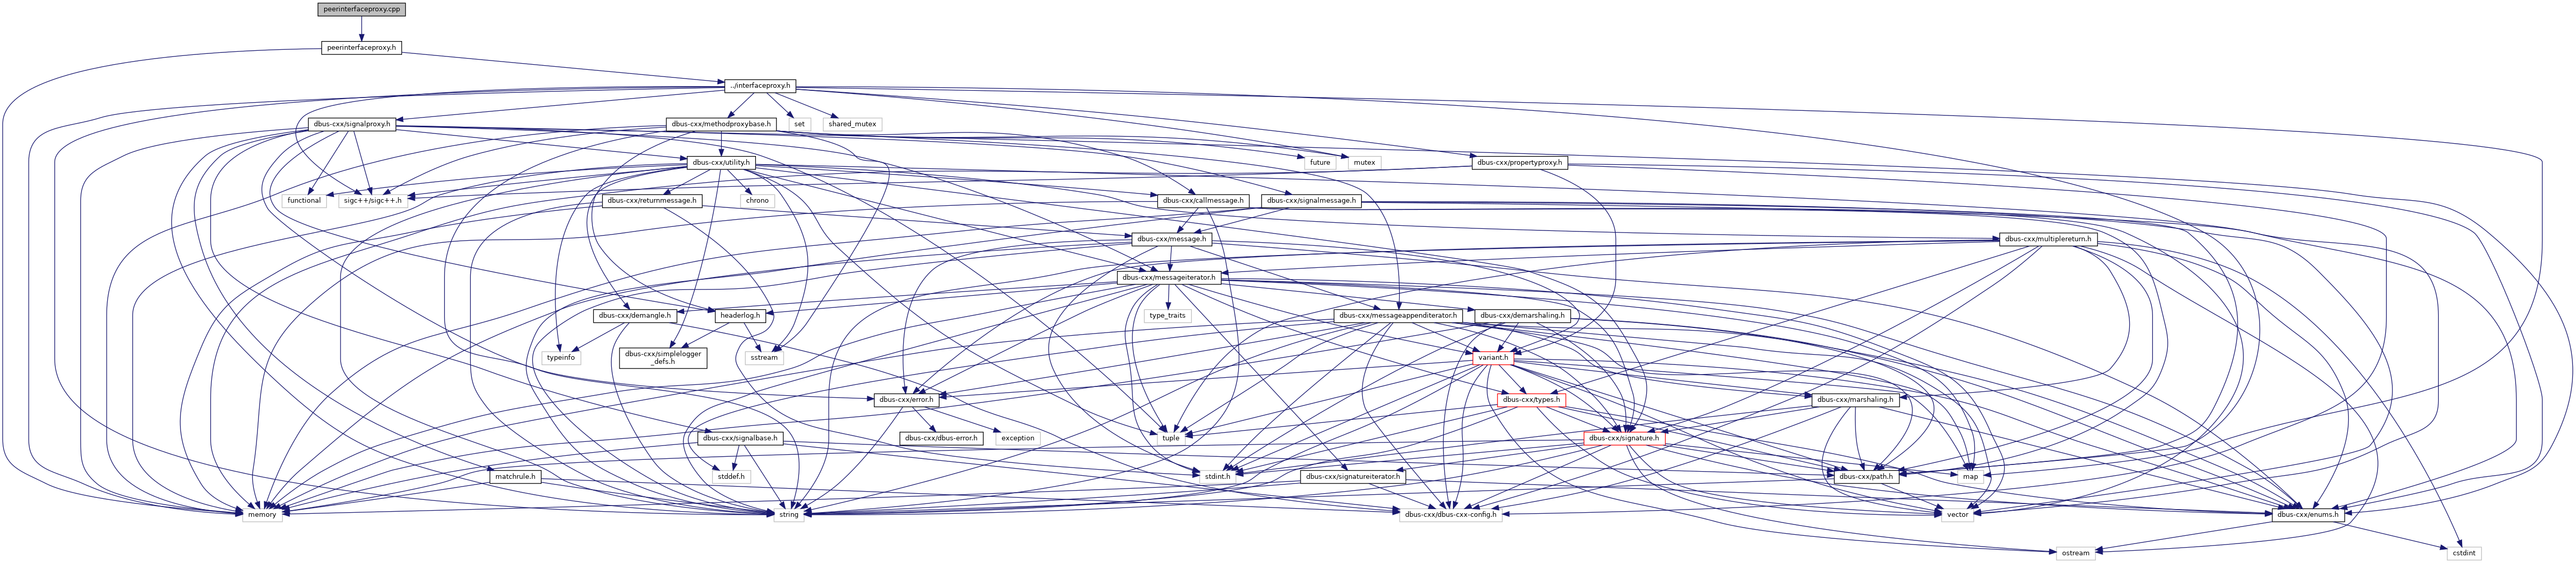 peerinterfaceproxy.cpp
peerinterfaceproxy.h
../interfaceproxy.h
dbus-cxx/signalproxy.h
dbus-cxx/methodproxybase.h
set
shared_mutex
dbus-cxx/utility.h
future
mutex
dbus-cxx/propertyproxy.h
functional
sigc++/sigc++.h
dbus-cxx/returnmessage.h
chrono
dbus-cxx/callmessage.h
dbus-cxx/signalmessage.h
dbus-cxx/message.h
dbus-cxx/multiplereturn.h
dbus-cxx/messageiterator.h
dbus-cxx/demangle.h
headerlog.h
type_traits
dbus-cxx/messageappenditerator.h
dbus-cxx/demarshaling.h
typeinfo
dbus-cxx/simplelogger
_defs.h
sstream
variant.h
dbus-cxx/error.h
dbus-cxx/types.h
dbus-cxx/marshaling.h
dbus-cxx/signalbase.h
dbus-cxx/dbus-error.h
exception
tuple
dbus-cxx/signature.h
matchrule.h
stddef.h
stdint.h
dbus-cxx/signatureiterator.h
dbus-cxx/path.h
map
memory
string
dbus-cxx/dbus-cxx-config.h
vector
dbus-cxx/enums.h
ostream
cstdint